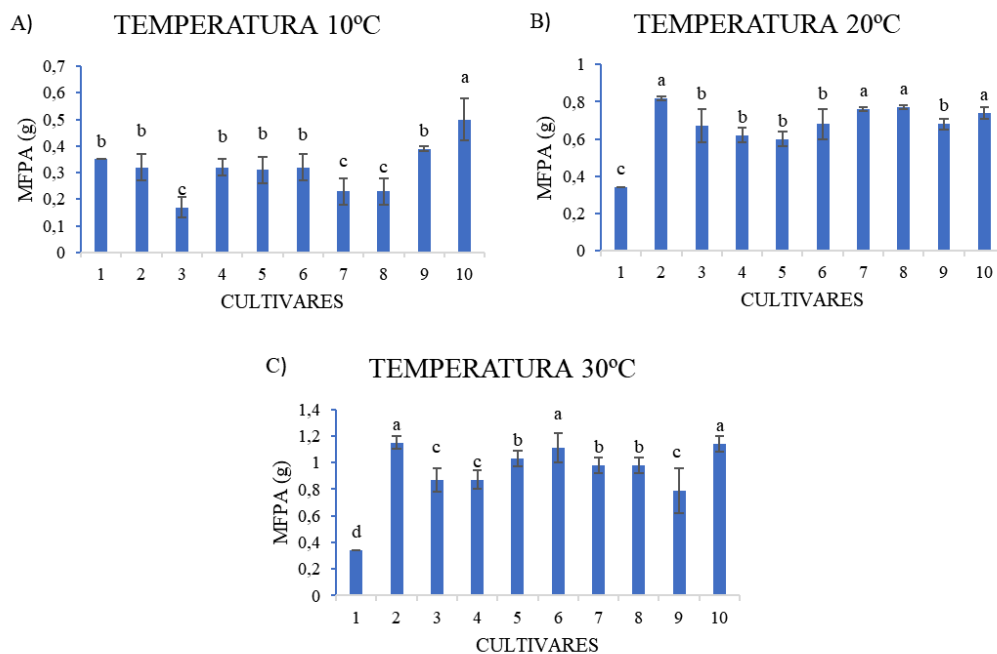 A) TEMPERATURA 10ºC
0,7
0,6
0,5
0,4
0,3
0,2
0,1
0
MFPA (g)
b b c b b b c c b a
1 2 3 4 5 6 7 8 9 10
CULTIVARES
B) TEMPERATURA 20ºC
1
0,8
0,6
0,4
0,2
0
MFPA (g)
c a b b b b a a b a
1 2 3 4 5 6 7 8 9 10
CULTIVARES
C) TEMPERATURA 30ºC
1,4
1,2
1
0,8
0,6
0,4
0,2
0
MFPA (g)
d a c c b a b b c a
1 2 3 4 5 6 7 8 9 10
CULTIVARES